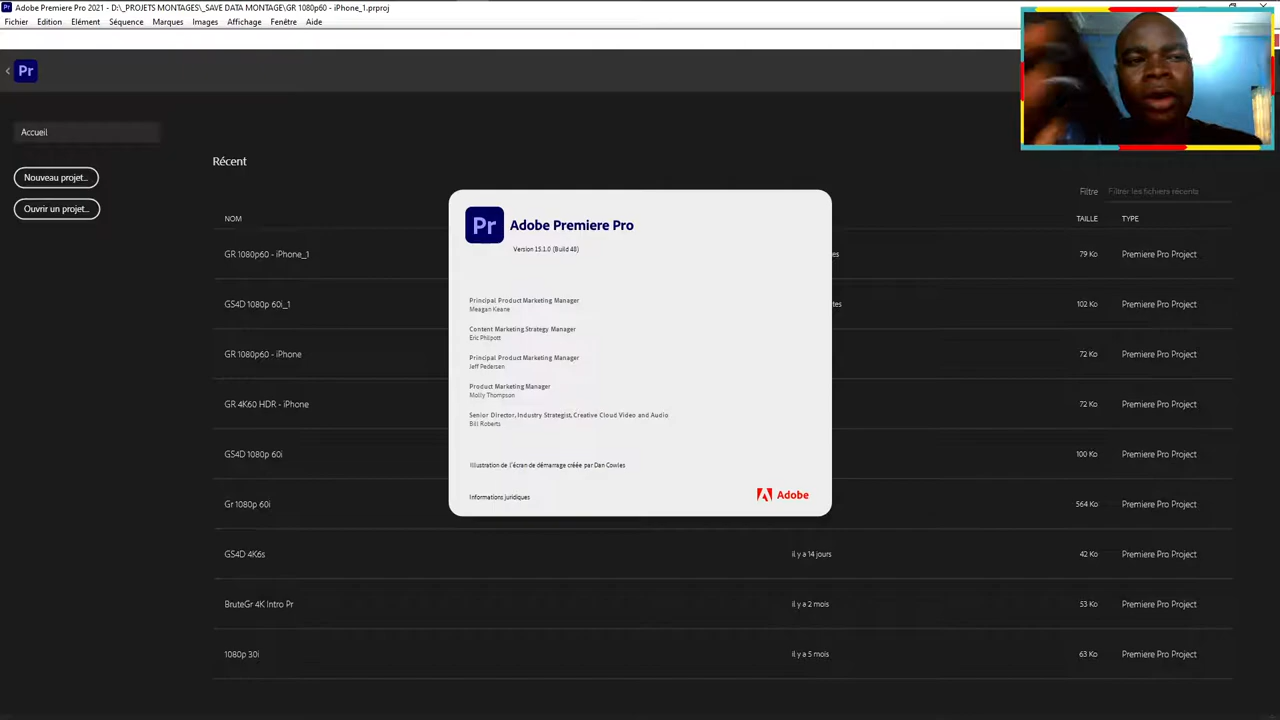 Pr Adobe Premiere Pro 2021 - D:\_PROJETS MONTAGES\_SAVE DATA MONTAGE\GR 1080p60 - iPhone_1.prproj
Fichier Edition Elément Séquence Marques Images Affichage Fenêtre Aide
Pr
Accueil
Nouveau projet...
Ouvrir un projet...
Récent
Filtre Filtrer les fichiers récents
NOM TAILLE TYPE
GR 1080p60 - iPhone_1 79 Ko Premiere Pro Project
GS4D 1080p 60i_1 102 Ko Premiere Pro Project
GR 1080p60 - iPhone 72 Ko Premiere Pro Project
GR 4K60 HDR - iPhone 72 Ko Premiere Pro Project
GS4D 1080p 60i 100 Ko Premiere Pro Project
Gr 1080p 60i 564 Ko Premiere Pro Project
GS4D 4K6s il y a 14 jours 42 Ko Premiere Pro Project
BruteGr 4K Intro Pr il y a 2 mois 53 Ko Premiere Pro Project
1080p 30i il y a 5 mois 63 Ko Premiere Pro Project
Pr Adobe Premiere Pro
Version 15.1.0 (Build 48)
Principal Product Marketing Manager
Meagan Keane
Content Marketing Strategy Manager
Eric Philpott
Principal Product Marketing Manager
Jeff Pedersen
Product Marketing Manager
Molly Thompson
Senior Director, Industry Strategist, Creative Cloud Video and Audio
Bill Roberts
Illustration de l'écran de démarrage créée par Dan Cowles
Informations juridiques
Adobe